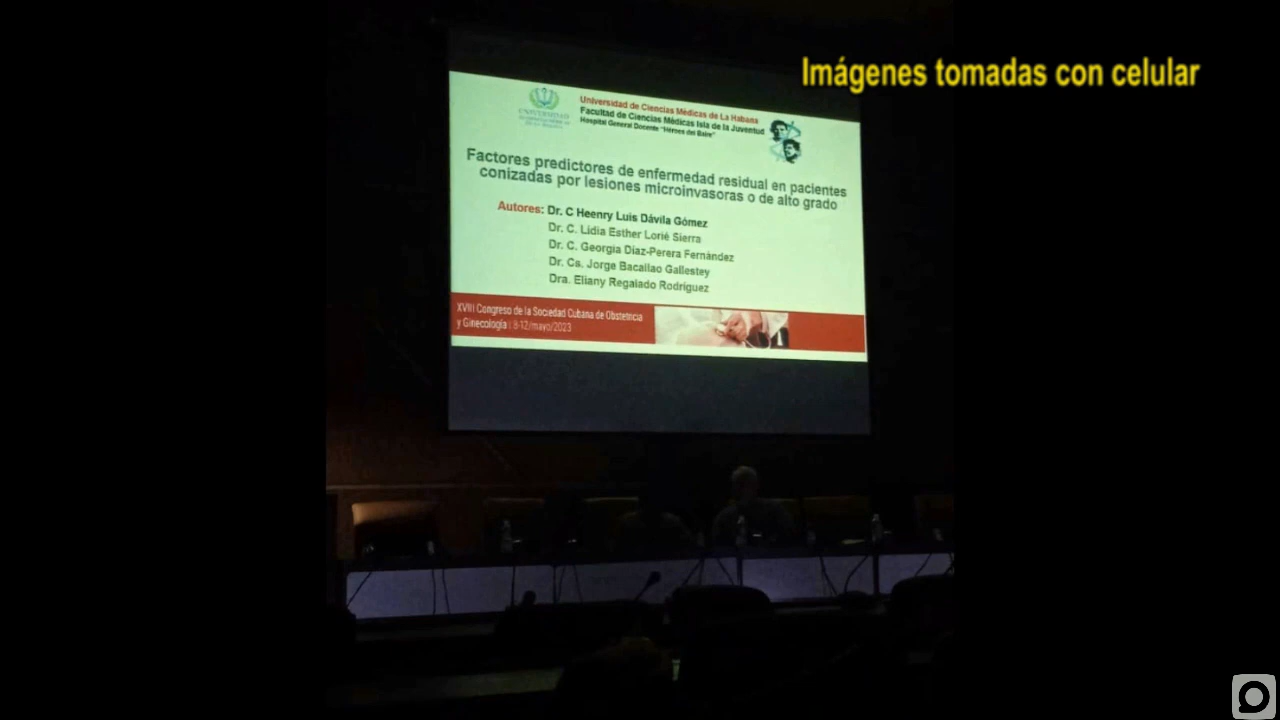 Imágenes tomadas con celular
UNIVERSIDAD
Universidad de Ciencias Médicas de La Habana
Facultad de Ciencias Médicas Isla de la Juventud
Hospital General Docente "Héroes del Baire"
Factores predictores de enfermedad residual en pacientes
conizadas por lesiones microinvasoras o de alto grado
Autores: Dr. C Heenry Luis Dávila Gómez
Dr. C. Lidia Esther Lorié Sierra
Dr. C. Georgia Díaz-Perera Fernández
Dr. Cs. Jorge Bacallao Gallestey
Dra. Eliany Regalado Rodríguez
XVIII Congreso de la Sociedad Cubana de Obstetricia
y Ginecología | 8-12/mayo/2023